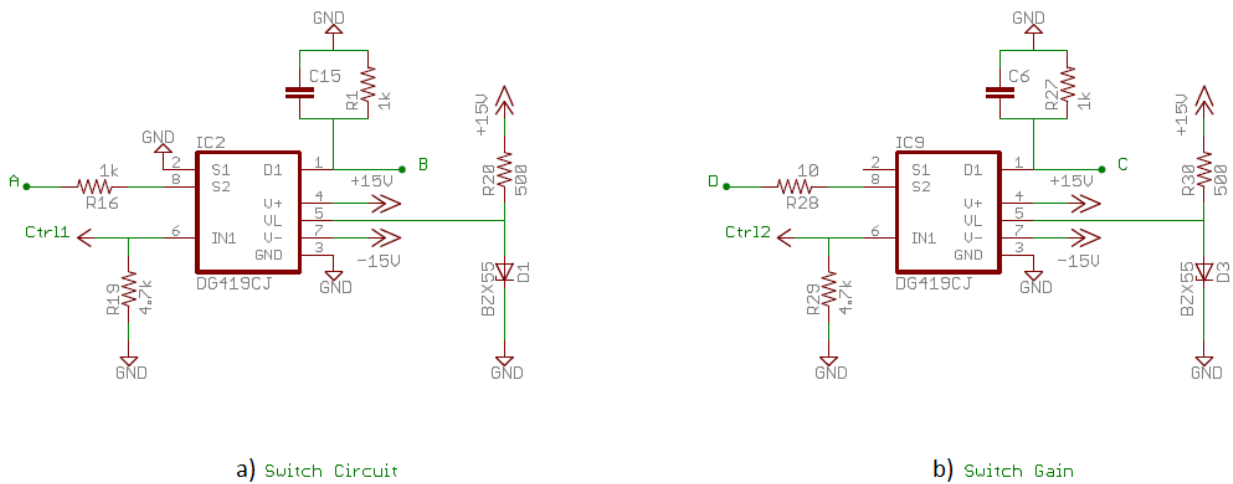 GND
C15
R1
1k
+15V
GND
IC2
A
1k
R16
2
8
S1
S2
D1
1
B
+15V
R20
500
V+
4
VL
5
Ctrl1
6
IN1
V-
7
GND
3
-15V
DG419CJ
GND
R19
4.7k
GND
BZX55
D1
GND
a) Switch Circuit
GND
C6
R27
1k
+15V
IC9
D
10
R28
2
8
S1
S2
D1
1
C
+15V
R30
500
V+
4
VL
5
Ctrl2
6
IN1
V-
7
GND
3
-15V
DG419CJ
GND
R29
4.7k
GND
BZX55
D3
GND
b) Switch Gain